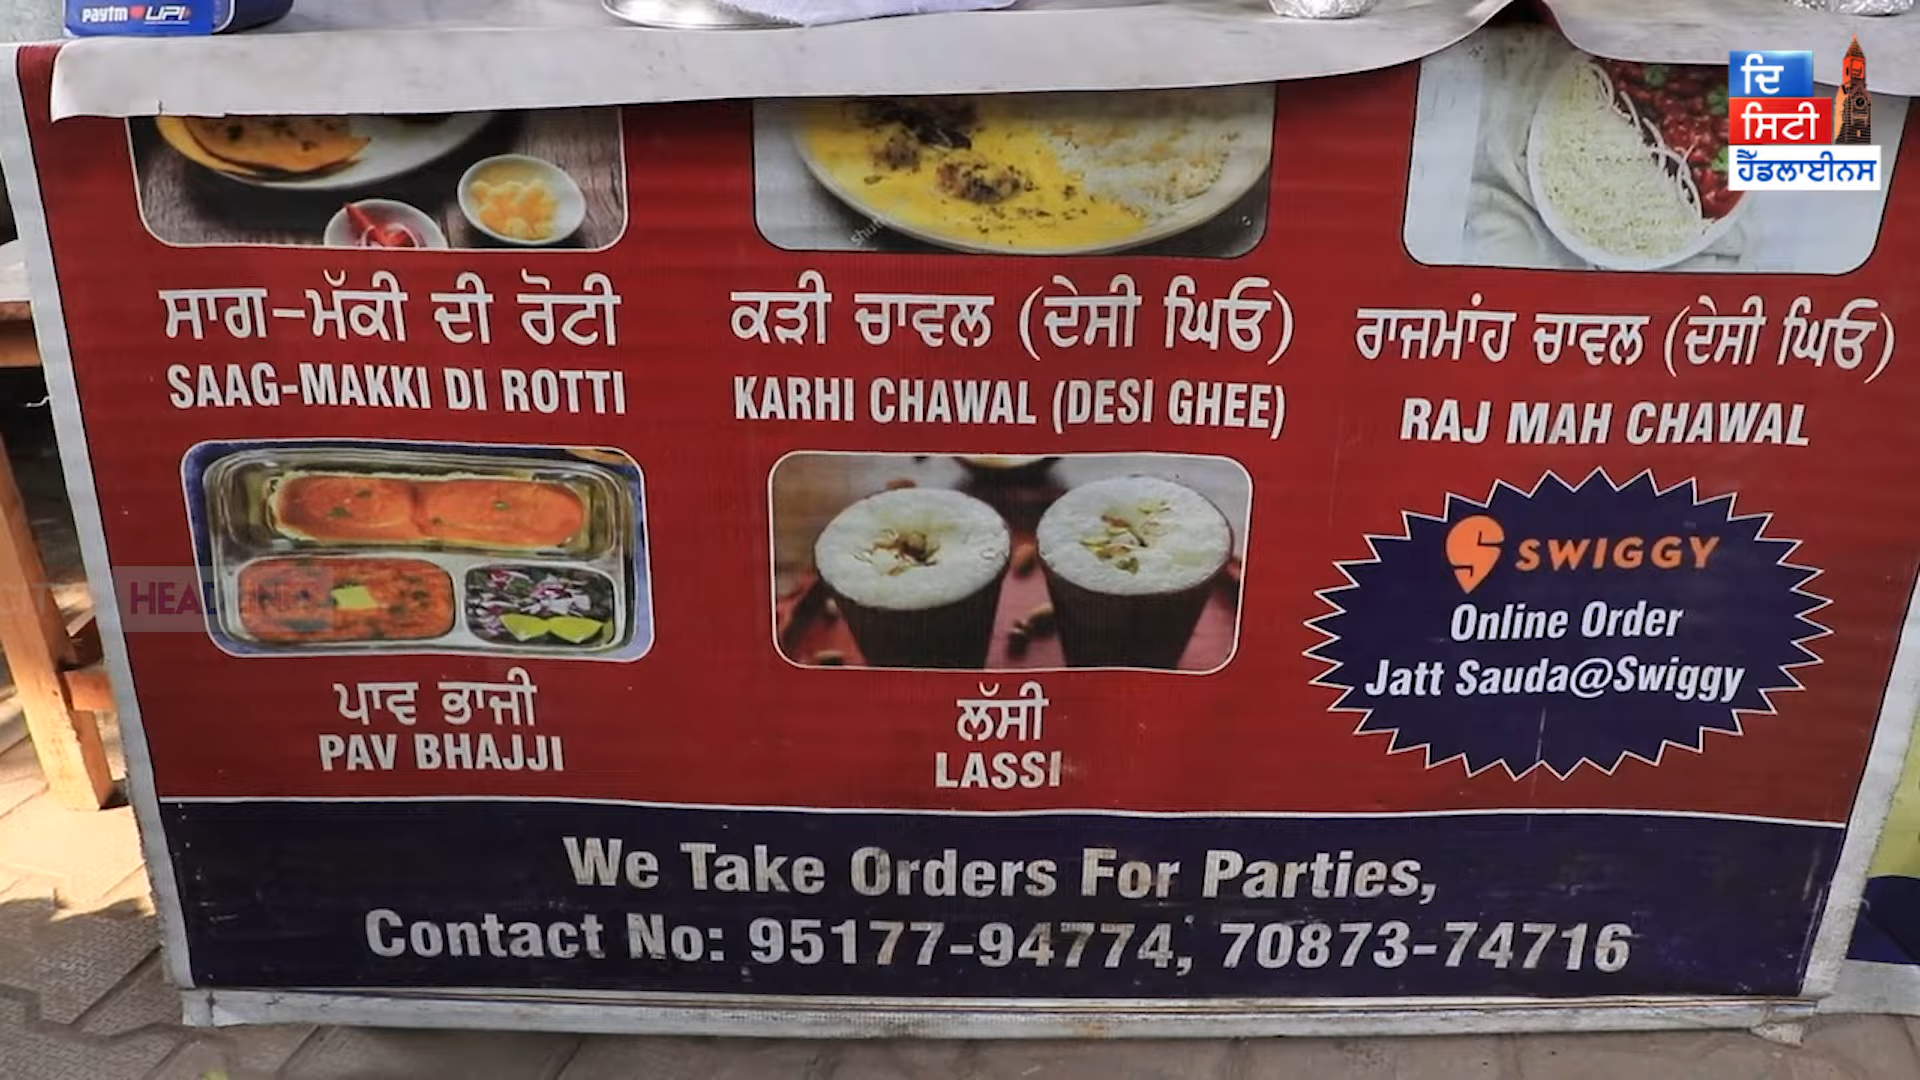 paytm UPI
ਦਿ
ਸਿਟੀ
ਹੈੱਡਲਾਈਨਸ
ਸਾਗ-ਮੱਕੀ ਦੀ ਰੋਟੀ
SAAG-MAKKI DI ROTTI
ਕੜੀ ਚਾਵਲ (ਦੇਸੀ ਘਿਓ)
KARHI CHAWAL (DESI GHEE)
ਰਾਜਮਾਂਹ ਚਾਵਲ (ਦੇਸੀ ਘਿਓ)
RAJ MAH CHAWAL
ਪਾਵ ਭਾਜੀ
PAV BHAJJI
ਲੱਸੀ
LASSI
SWIGGY
Online Order
Jatt Sauda@Swiggy
We Take Orders For Parties,
Contact No: 95177-94774, 70873-74716